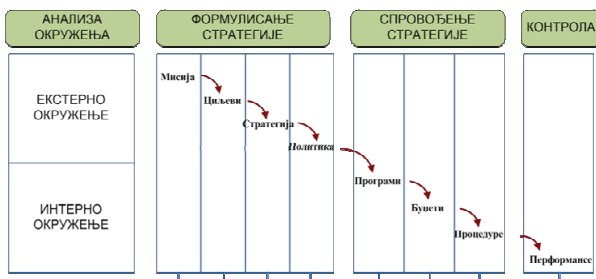 АНАЛИЗА
ОКРУЖЕЊА
ФОРМУЛИСАЊЕ
СТРАТЕГИЈЕ
СПРОВОЂЕЊЕ
СТРАТЕГИЈЕ
КОНТРОЛА
ЕКСТЕРНО
ОКРУЖЕЊЕ
ИНТЕРНО
ОКРУЖЕЊЕ
Мисија
Циљеви
Стратегија
Политика
Програми
Буџети
Процедуре
Перформансе